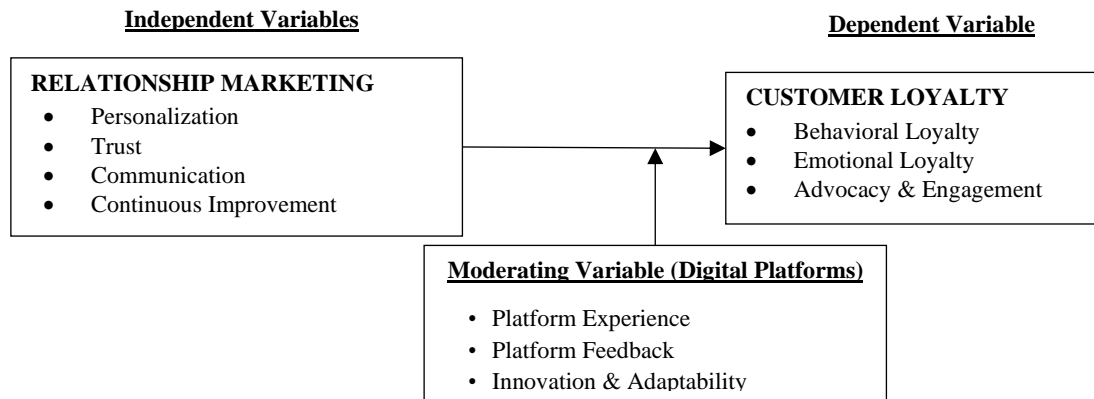 Independent Variables
Dependent Variable
RELATIONSHIP MARKETING
• Personalization
• Trust
• Communication
• Continuous Improvement
CUSTOMER LOYALTY
• Behavioral Loyalty
• Emotional Loyalty
• Advocacy & Engagement
Moderating Variable (Digital Platforms)
• Platform Experience
• Platform Feedback
• Innovation & Adaptability